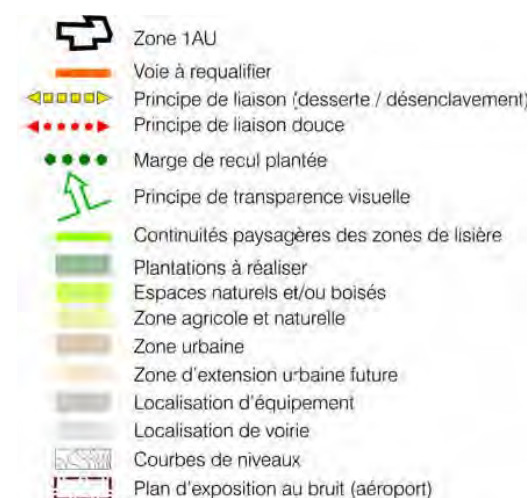 Zone 1AU
Voie à requalifier
Principe de liaison (desserte / désenclavement)
Principe de liaison douce
Marge de recul plantée
Principe de transparence visuelle
Continuités paysagères des zones de lisière
Plantations à réaliser
Espaces naturels et/ou boisés
Zone agricole et naturelle
Zone urbaine
Zone d'extension urbaine future
Localisation d'équipement
Localisation de voirie
Courbes de niveaux
Plan d'exposition au bruit (aéroport)